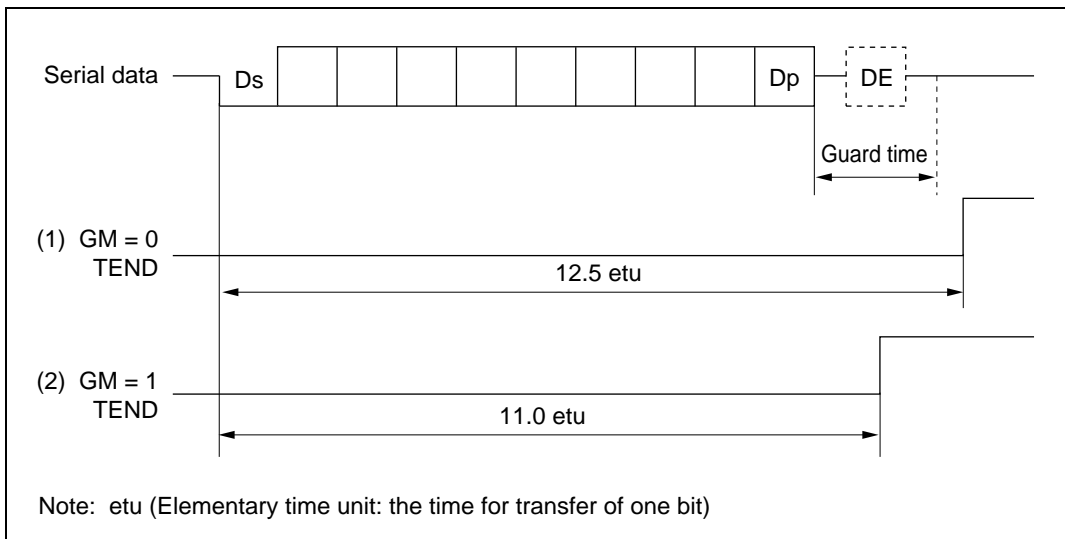 Serial data Ds Dp DE
Guard time
(1) GM = 0
TEND
12.5 etu
(2) GM = 1
TEND
11.0 etu
Note: etu (Elementary time unit: the time for transfer of one bit)